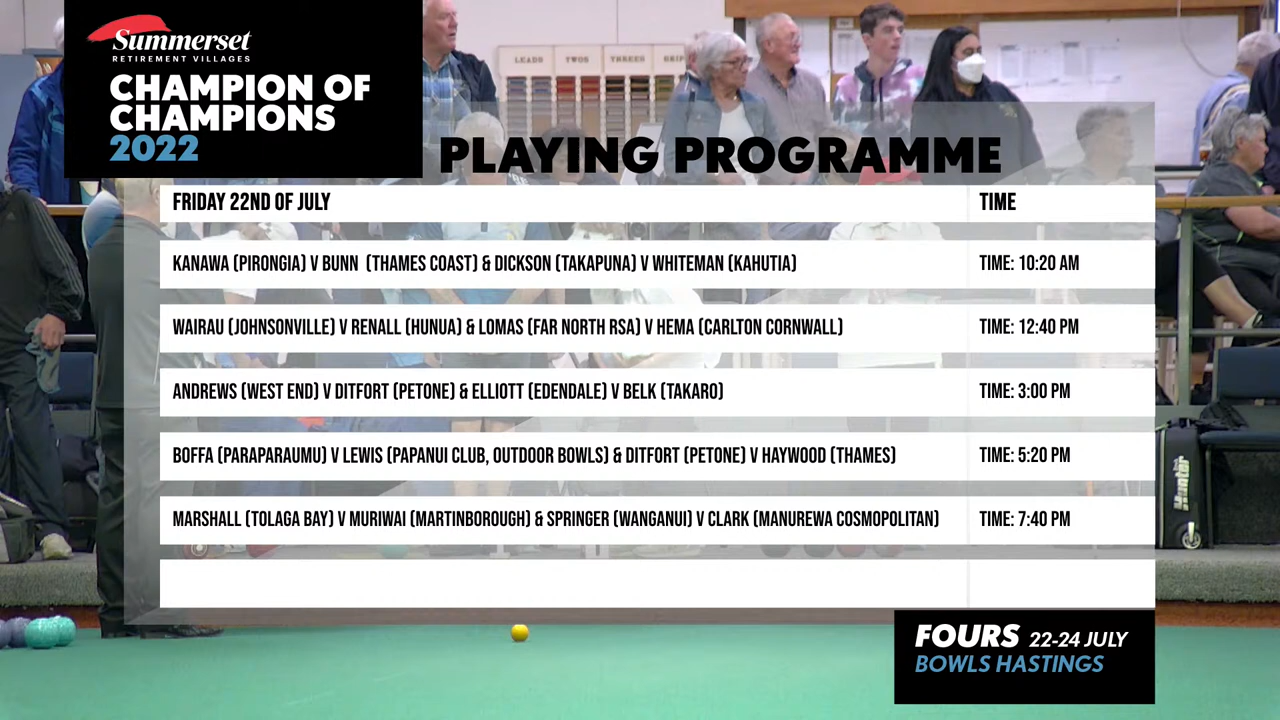 Summerset
RETIREMENT VILLAGES
CHAMPION OF
CHAMPIONS
2022
LEADS TWOS THREES
PLAYING PROGRAMME
FRIDAY 22ND OF JULY TIME
KANAWA (PIRONGIA) V BUNN (THAMES COAST) & DICKSON (TAKAPUNA) V WHITEMAN (KAHUTIA) TIME: 10:20 AM
WAIRAU (JOHNSONVILLE) V RENALL (HUNUA) & LOMAS (FAR NORTH RSA) V HEMA (CARLTON CORNWALL) TIME: 12:40 PM
ANDREWS (WEST END) V DITFORT (PETONE) & ELLIOTT (EDENDALE) V BELK (TAKARO) TIME: 3:00 PM
BOFFA (PARAPARAUMU) V LEWIS (PAPANUI CLUB, OUTDOOR BOWLS) & DITFORT (PETONE) V HAYWOOD (THAMES) TIME: 5:20 PM
MARSHALL (TOLAGA BAY) V MURIWAI (MARTINBOROUGH) & SPRINGER (WANGANUI) V CLARK (MANUREWA COSMOPOLITAN) TIME: 7:40 PM
Hunter
FOURS 22-24 JULY
BOWLS HASTINGS